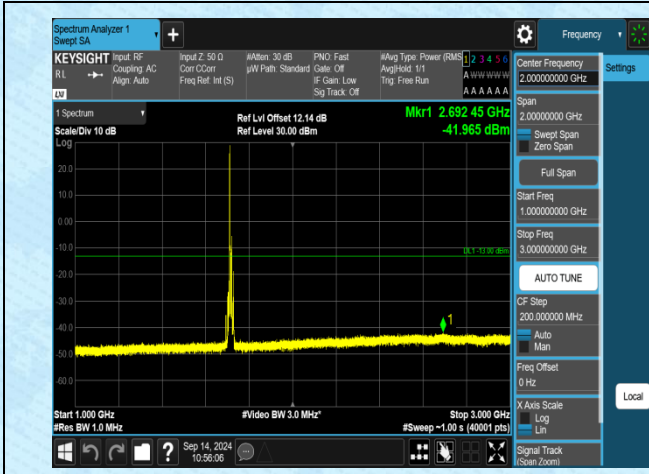 Spectrum Analyzer 1
Swept SA
Frequency
KEYSIGHT
R L
LXI
Input: RF
Coupling: AC
Align: Auto
Input Z: 50 Ω
Corr CCorr
Freq Ref: Int (S)
#Atten: 30 dB
µW Path: Standard
PNO: Fast
Gate: Off
IF Gain: Low
Sig Track: Off
#Avg Type: Power (RMS
Avg|Hold: 1/1
Trig: Free Run
1 2 3 4 5 6
A W W W W W
A A A A A A
1 Spectrum
Scale/Div 10 dB
Log
Ref Lvl Offset 12.14 dB
Ref Level 30.00 dBm
Mkr1 2.692 45 GHz
-41.965 dBm
20.0
10.0
0.00
-10.0
DL1 -13.00 dBm
-20.0
-30.0
-40.0
1
-50.0
-60.0
Start 1.000 GHz
#Res BW 1.0 MHz
#Video BW 3.0 MHz*
Stop 3.000 GHz
#Sweep ~1.00 s (40001 pts)
Sep 14, 2024
10:56:06
Center Frequency
2.000000000 GHz
Span
2.00000000 GHz
Swept Span
Zero Span
Full Span
Start Freq
1.000000000 GHz
Stop Freq
3.000000000 GHz
AUTO TUNE
CF Step
200.000000 MHz
Auto
Man
Freq Offset
0 Hz
X Axis Scale
Log
Lin
Signal Track
(Span Zoom)
Settings
Local